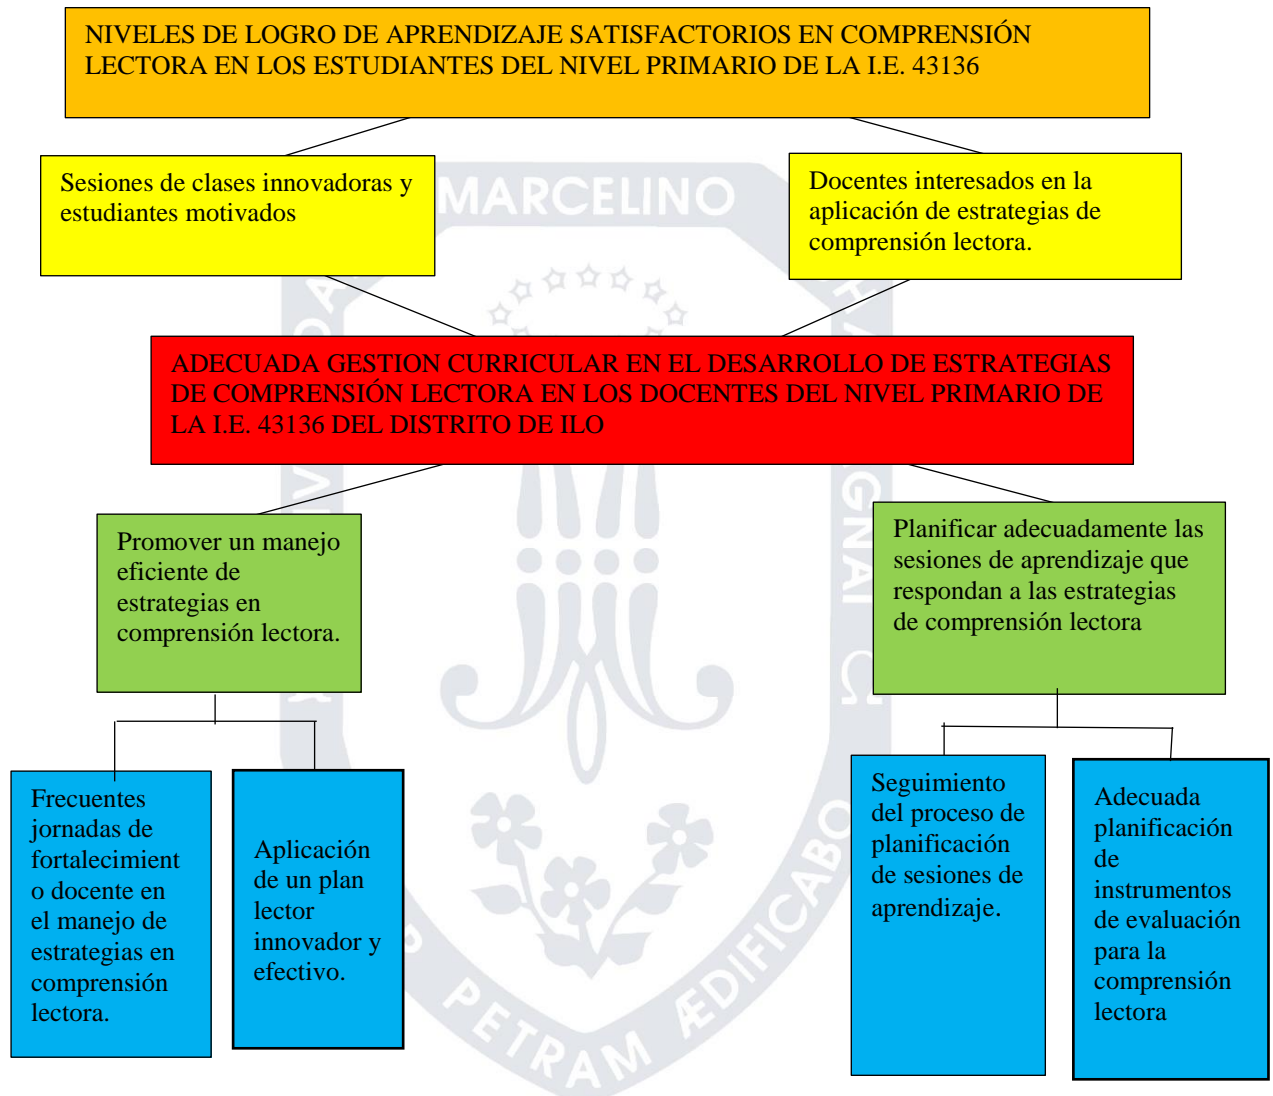 NIVELES DE LOGRO DE APRENDIZAJE SATISFACTORIOS EN COMPRENSIÓN
LECTORA EN LOS ESTUDIANTES DEL NIVEL PRIMARIO DE LA I.E. 43136
Sesiones de clases innovadoras y
estudiantes motivados
Docentes interesados en la
aplicación de estrategias de
comprensión lectora.
MARCELINO
ADECUADA GESTION CURRICULAR EN EL DESARROLLO DE ESTRATEGIAS
DE COMPRENSIÓN LECTORA EN LOS DOCENTES DEL NIVEL PRIMARIO DE
LA I.E. 43136 DEL DISTRITO DE ILO
Promover un manejo
eficiente de
estrategias en
comprensión lectora.
Planificar adecuadamente las
sesiones de aprendizaje que
respondan a las estrategias
de comprensión lectora
Frecuentes
jornadas de
fortalecimient
o docente en
el manejo de
estrategias en
comprensión
lectora.
Aplicación
de un plan
lector
innovador y
efectivo.
Seguimiento
del proceso de
planificación
de sesiones de
aprendizaje.
Adecuada
planificación
de
instrumentos
de evaluación
para la
comprensión
lectora
PETRAM ÆDIFICABO